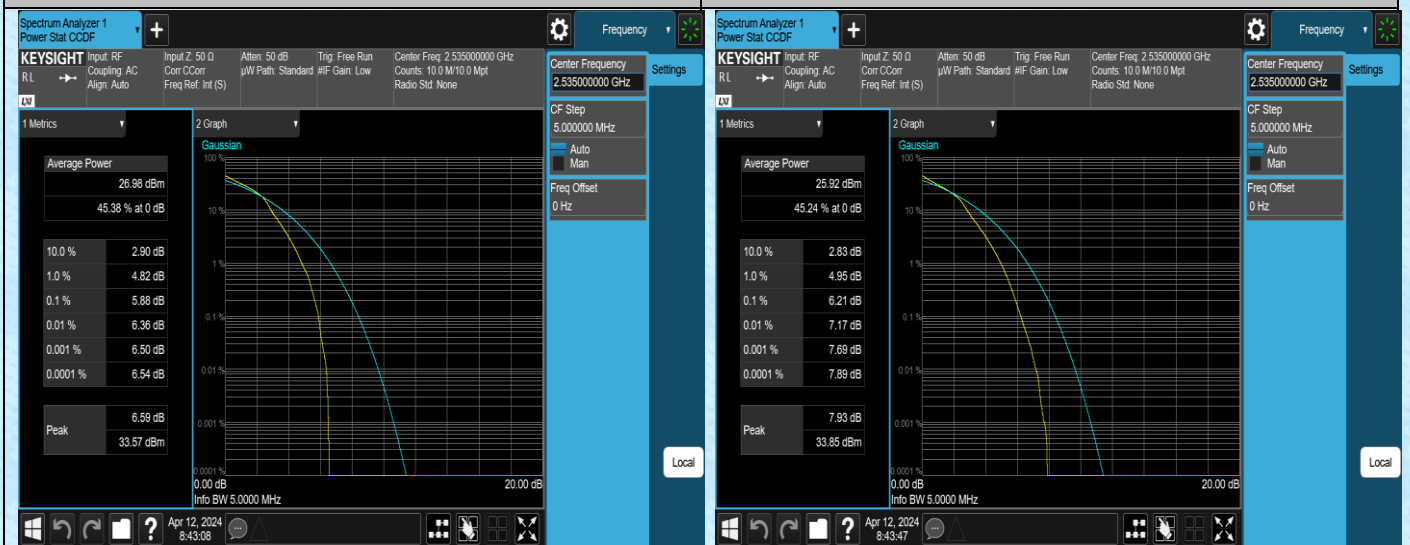 Spectrum Analyzer 1
Power Stat CCDF
Frequency
KEYSIGHT
Input: RF
Coupling: AC
Align: Auto
Input Z: 50 Ω
Corr CCorr
Freq Ref: Int (S)
Atten: 50 dB
µW Path: Standard
Trig: Free Run
#IF Gain: Low
Center Freq: 2.535000000 GHz
Counts: 10.0 M/10.0 Mpt
Radio Std: None
R L
LXI
Center Frequency
2.535000000 GHz
Settings
CF Step
5.000000 MHz
Auto
Man
Freq Offset
0 Hz
1 Metrics
2 Graph
Average Power
26.98 dBm
45.38 % at 0 dB
10.0 % 2.90 dB
1.0 % 4.82 dB
0.1 % 5.88 dB
0.01 % 6.36 dB
0.001 % 6.50 dB
0.0001 % 6.54 dB
Peak
6.59 dB
33.57 dBm
Gaussian
100 %
10 %
1 %
0.1 %
0.01 %
0.001 %
0.0001 %
0.00 dB 20.00 dB
Info BW 5.0000 MHz
Local
?
Apr 12, 2024
8:43:08
Spectrum Analyzer 1
Power Stat CCDF
Frequency
KEYSIGHT
Input: RF
Coupling: AC
Align: Auto
Input Z: 50 Ω
Corr CCorr
Freq Ref: Int (S)
Atten: 50 dB
µW Path: Standard
Trig: Free Run
#IF Gain: Low
Center Freq: 2.535000000 GHz
Counts: 10.0 M/10.0 Mpt
Radio Std: None
R L
LXI
Center Frequency
2.535000000 GHz
Settings
CF Step
5.000000 MHz
Auto
Man
Freq Offset
0 Hz
1 Metrics
2 Graph
Average Power
25.92 dBm
45.24 % at 0 dB
10.0 % 2.83 dB
1.0 % 4.95 dB
0.1 % 6.21 dB
0.01 % 7.17 dB
0.001 % 7.69 dB
0.0001 % 7.89 dB
Peak
7.93 dB
33.85 dBm
Gaussian
100 %
10 %
1 %
0.1 %
0.01 %
0.001 %
0.0001 %
0.00 dB 20.00 dB
Info BW 5.0000 MHz
Local
?
Apr 12, 2024
8:43:47